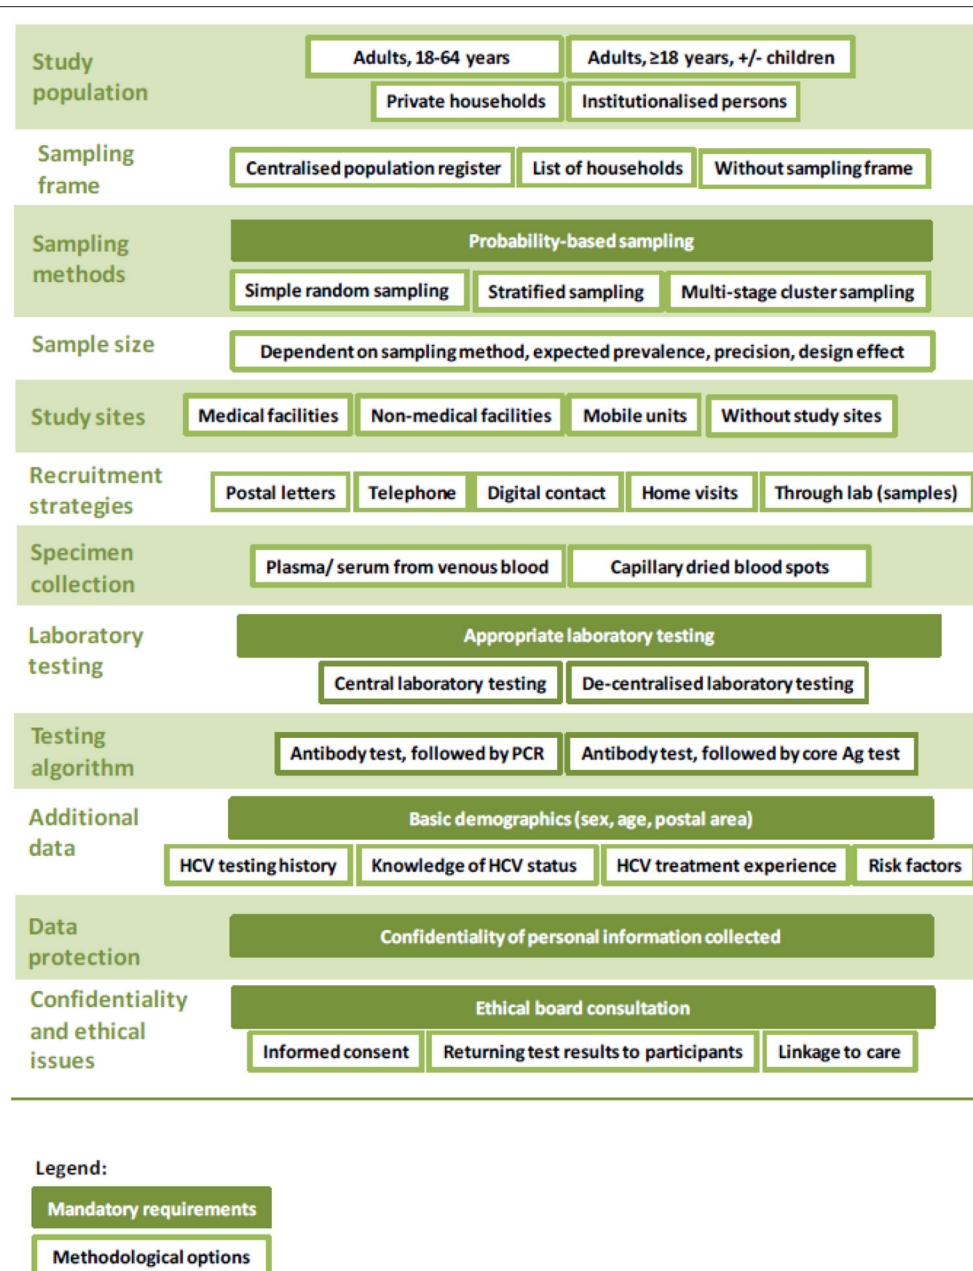 Study
population
Adults, 18-64 years
Adults, ≥18 years, +/- children
Private households
Institutionalised persons
Sampling
frame
Centralised population register
List of households
Without sampling frame
Sampling
methods
Probability-based sampling
Simple random sampling
Stratified sampling
Multi-stage cluster sampling
Sample size
Dependent on sampling method, expected prevalence, precision, design effect
Study sites
Medical facilities
Non-medical facilities
Mobile units
Without study sites
Recruitment
strategies
Postal letters
Telephone
Digital contact
Home visits
Through lab (samples)
Specimen
collection
Plasma/ serum from venous blood
Capillary dried blood spots
Laboratory
testing
Appropriate laboratory testing
Central laboratory testing
De-centralised laboratory testing
Testing
algorithm
Antibody test, followed by PCR
Antibody test, followed by core Ag test
Additional
data
Basic demographics (sex, age, postal area)
HCV testing history
Knowledge of HCV status
HCV treatment experience
Risk factors
Data
protection
Confidentiality of personal information collected
Confidentiality
and ethical
issues
Ethical board consultation
Informed consent
Returning test results to participants
Linkage to care
Legend:
Mandatory requirements
Methodological options